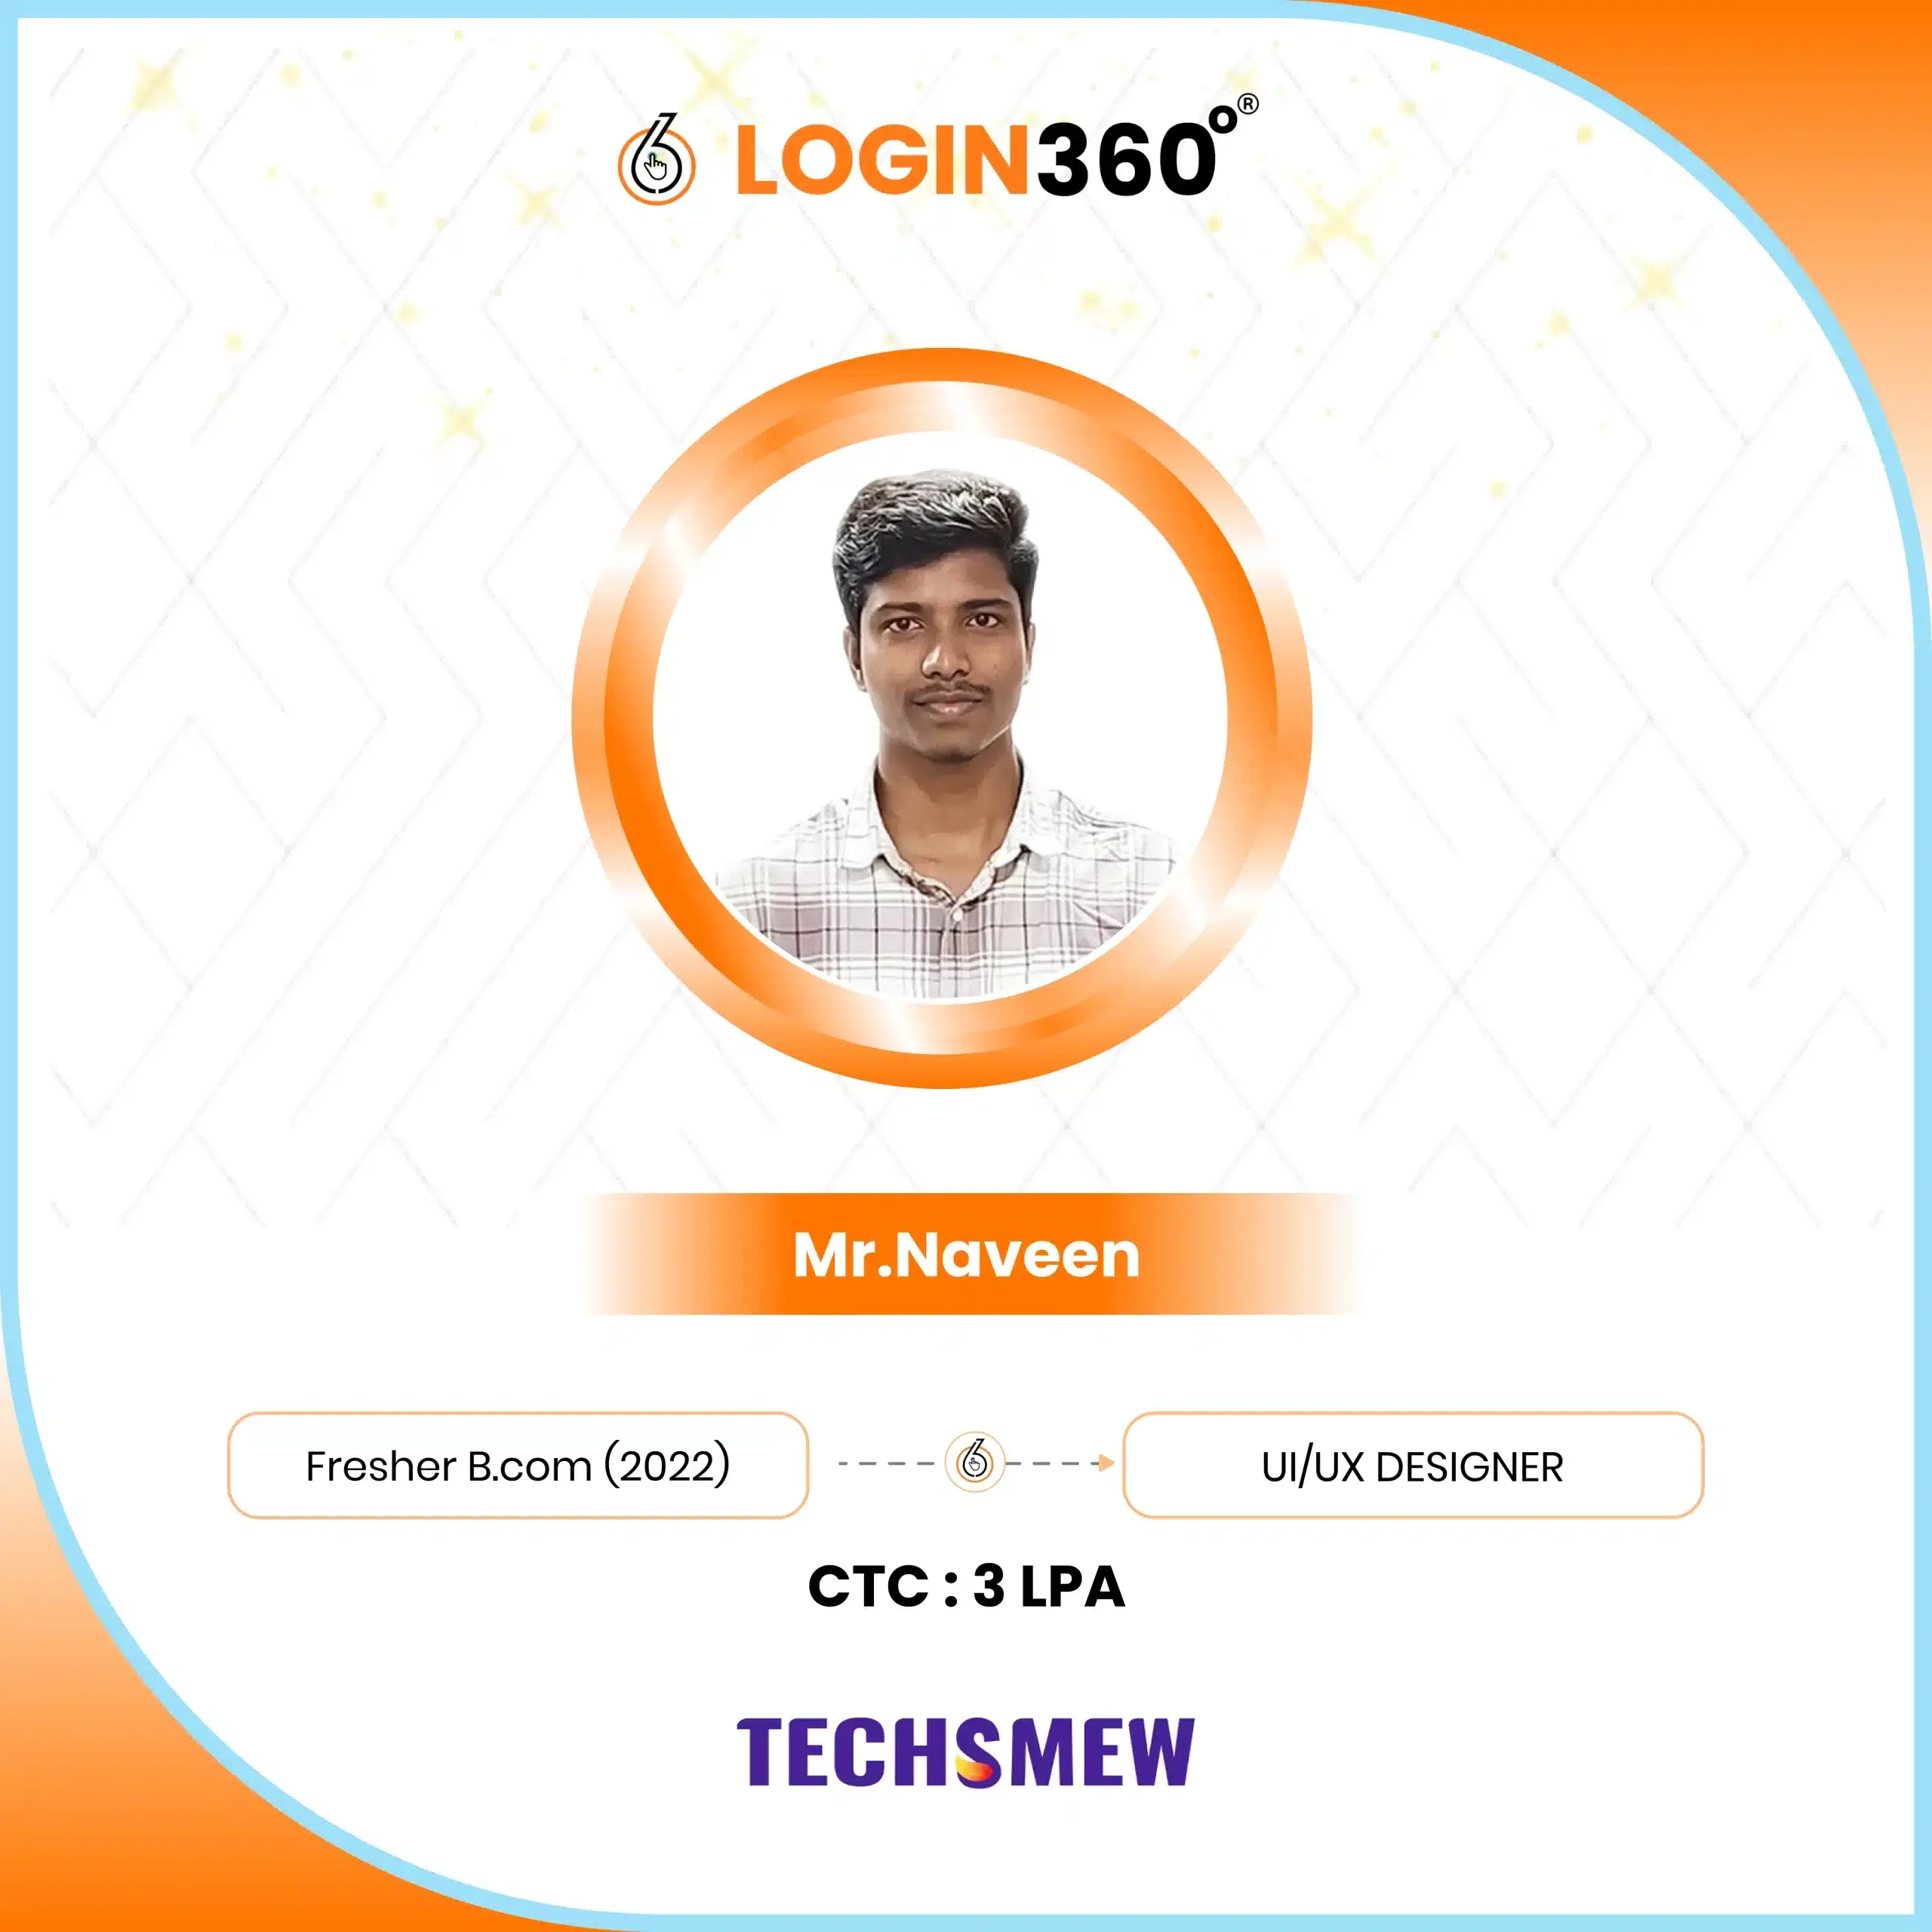 LOGIN360°®
Mr.Naveen
Fresher B.com (2022)
UI/UX DESIGNER
CTC : 3 LPA
TECHSMEW